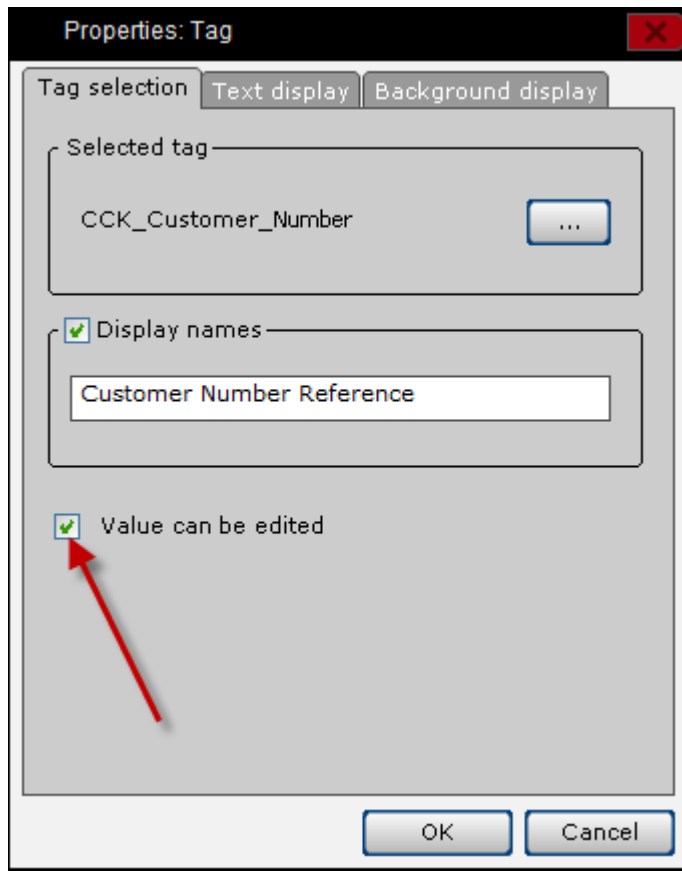 Properties: Tag
Tag selection Text display Background display
Selected tag
CCK_Customer_Number ...
Display names
Customer Number Reference
Value can be edited
OK Cancel